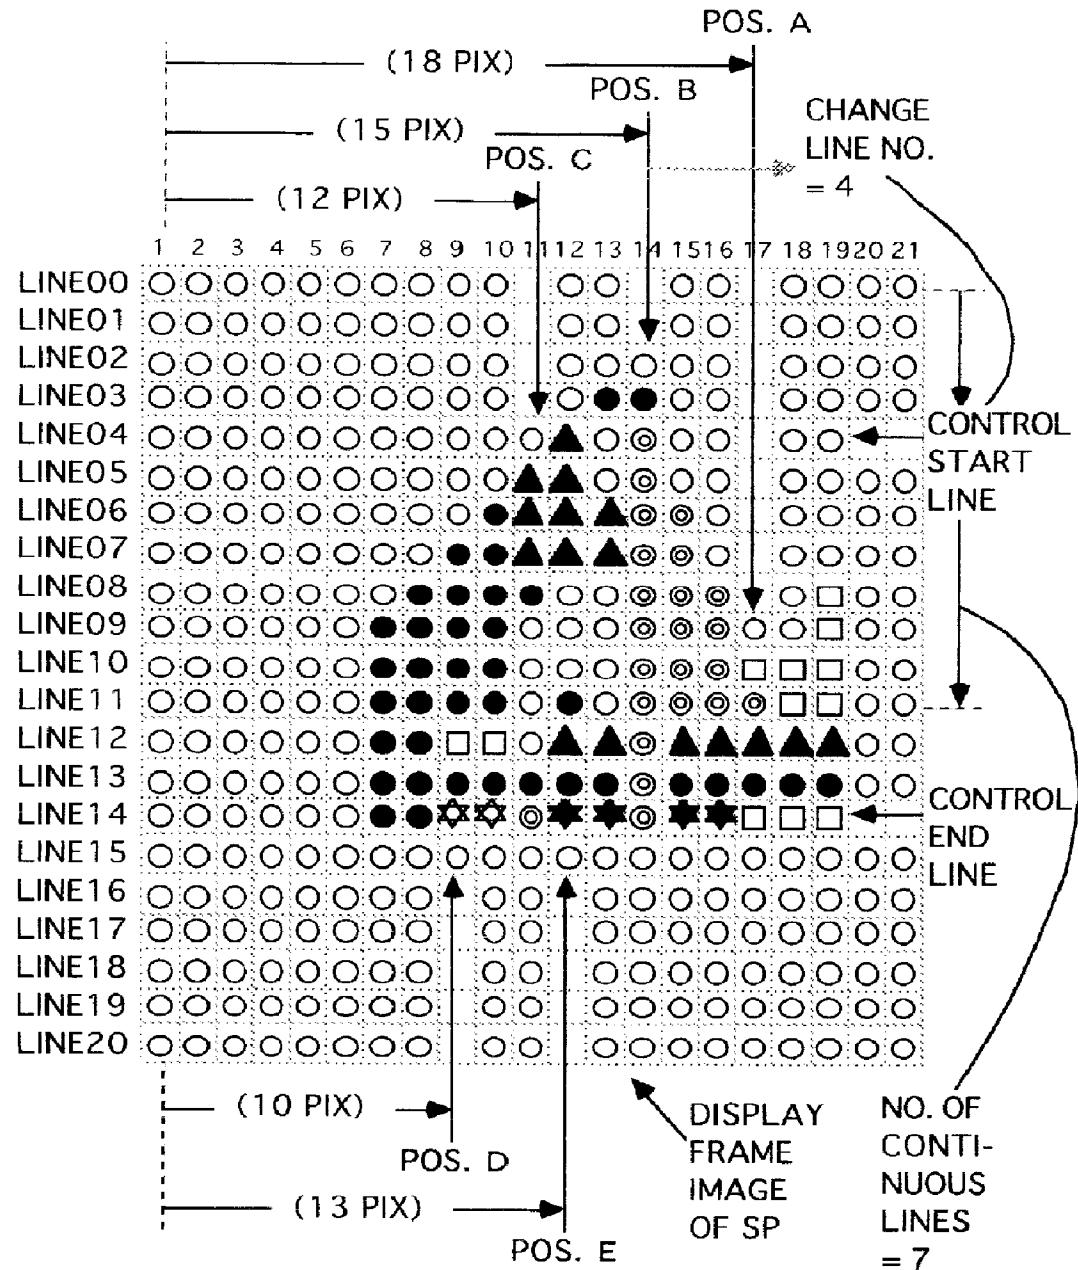 POS. A
(18 PIX)
POS. B
(15 PIX)
POS. C
(12 PIX)
CHANGE
LINE NO.
= 4
1 2 3 4 5 6 7 8 9 10 11 12 13 14 15 16 17 18 19 20 21
LINE00
LINE01
LINE02
LINE03
LINE04
LINE05
LINE06
LINE07
LINE08
LINE09
LINE10
LINE11
LINE12
LINE13
LINE14
LINE15
LINE16
LINE17
LINE18
LINE19
LINE20
CONTROL
START
LINE
CONTROL
END
LINE
(10 PIX)
POS. D
(13 PIX)
POS. E
DISPLAY
FRAME
IMAGE
OF SP
NO. OF
CONTI-
NUOUS
LINES
= 7